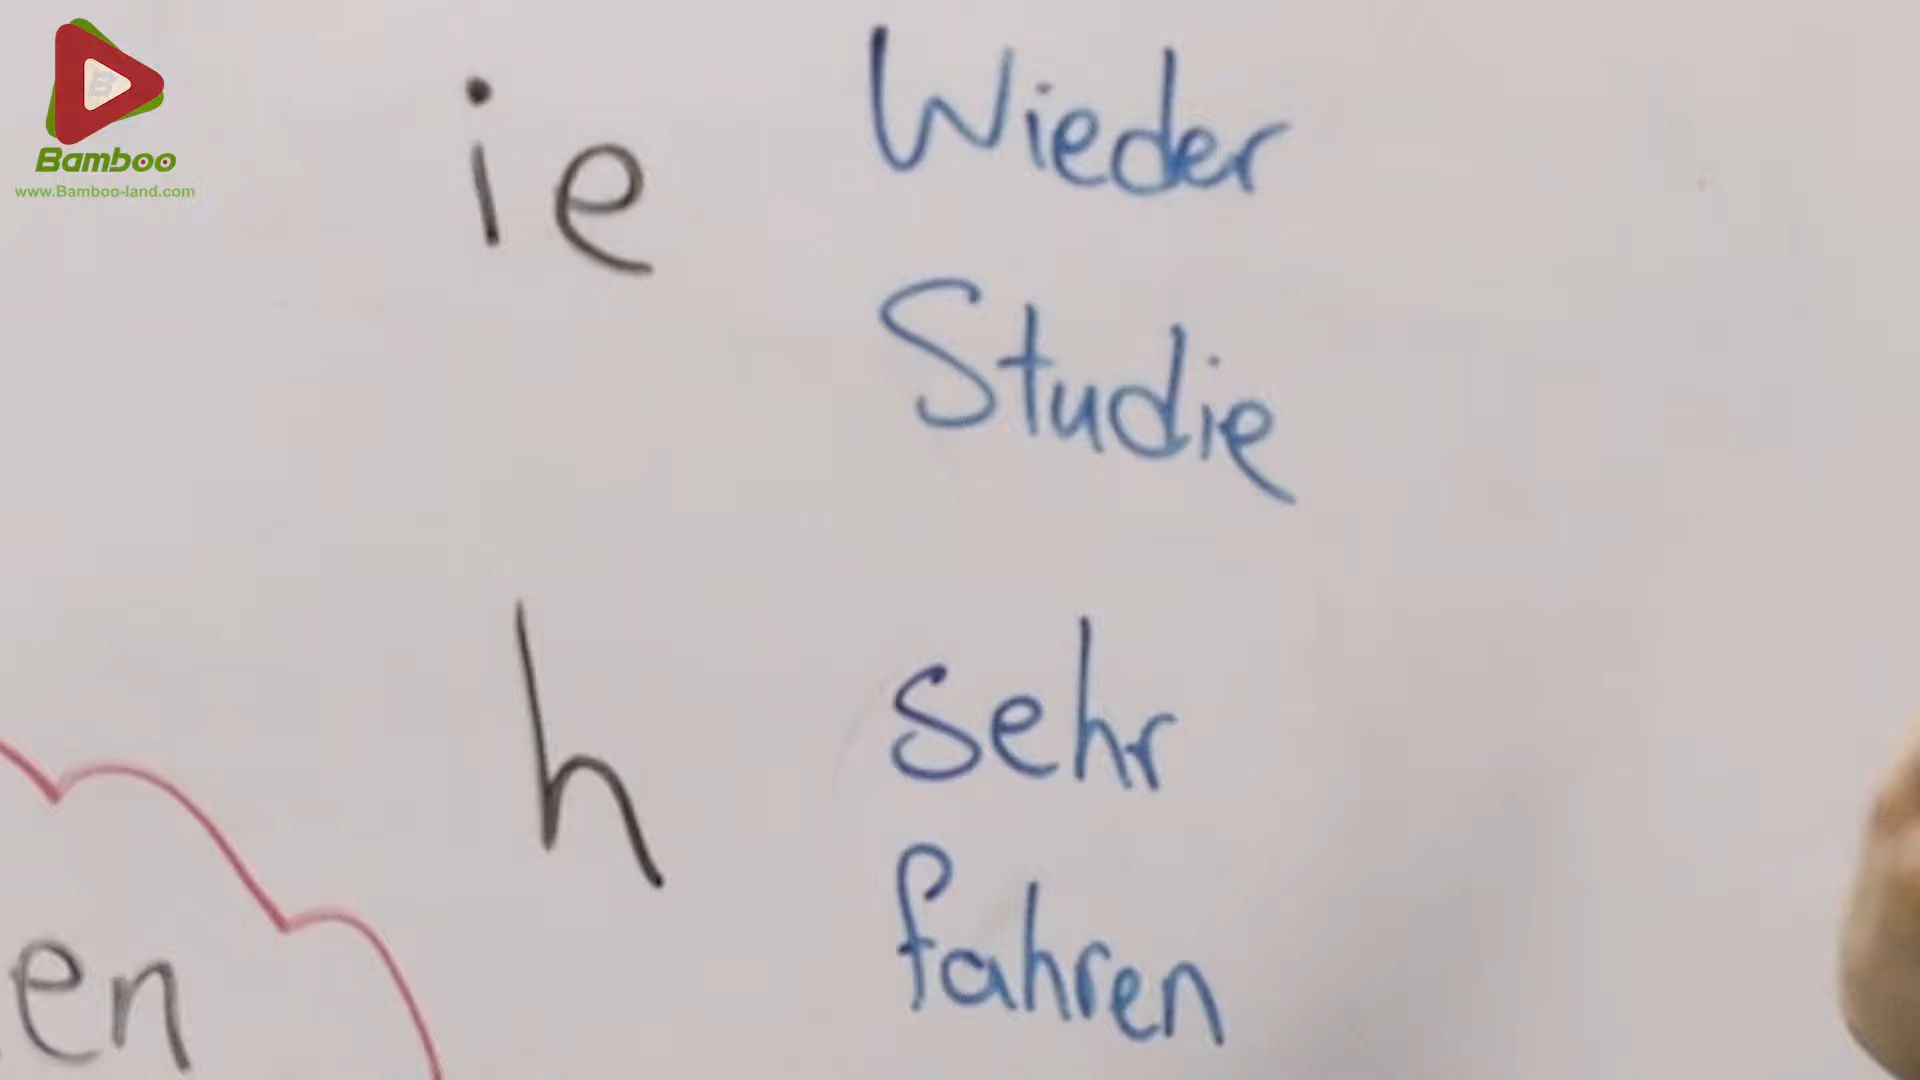 Bamboo
www.Bamboo-land.com
ie
Wieder
Studie
h
sehr
fahren
en